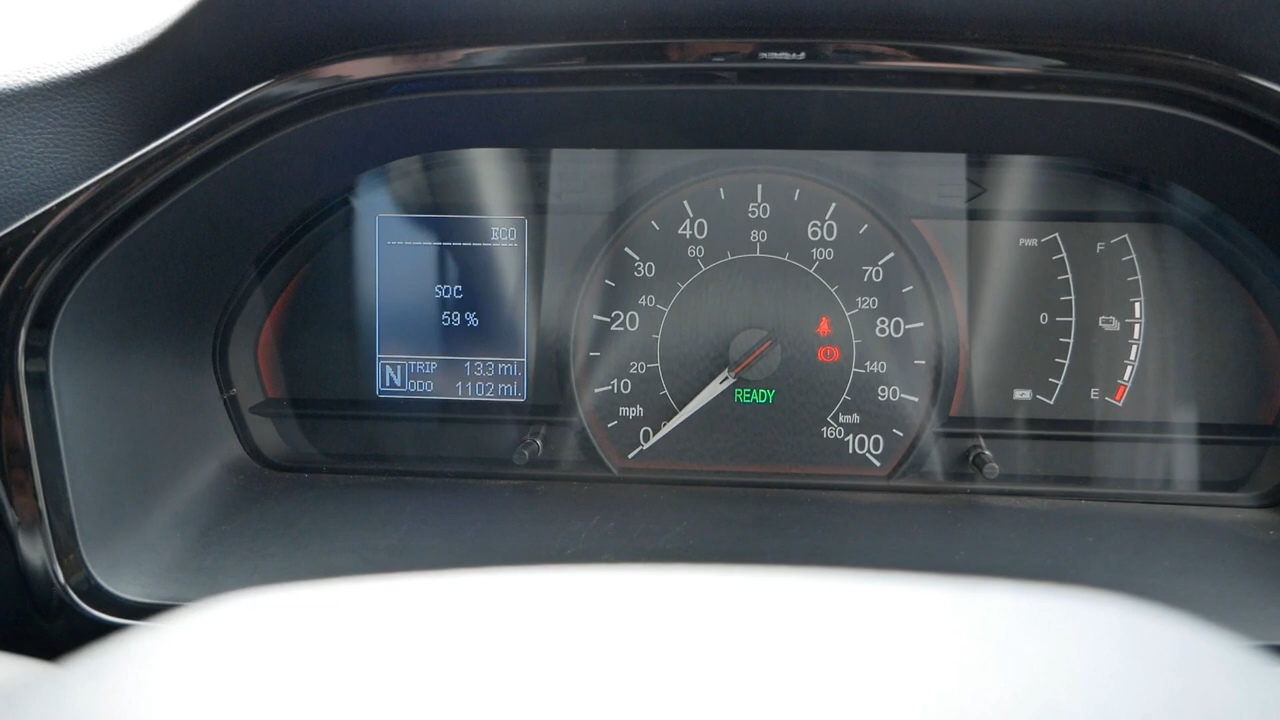 ECO
SOC
59 %
N
TRIP 13.3 mi.
ODO 1102 mi.
0 10 20 30 40 50 60 70 80 90 100
mph
20 40 60 80 100 120 140 160
km/h
READY
PWR
0
F
E